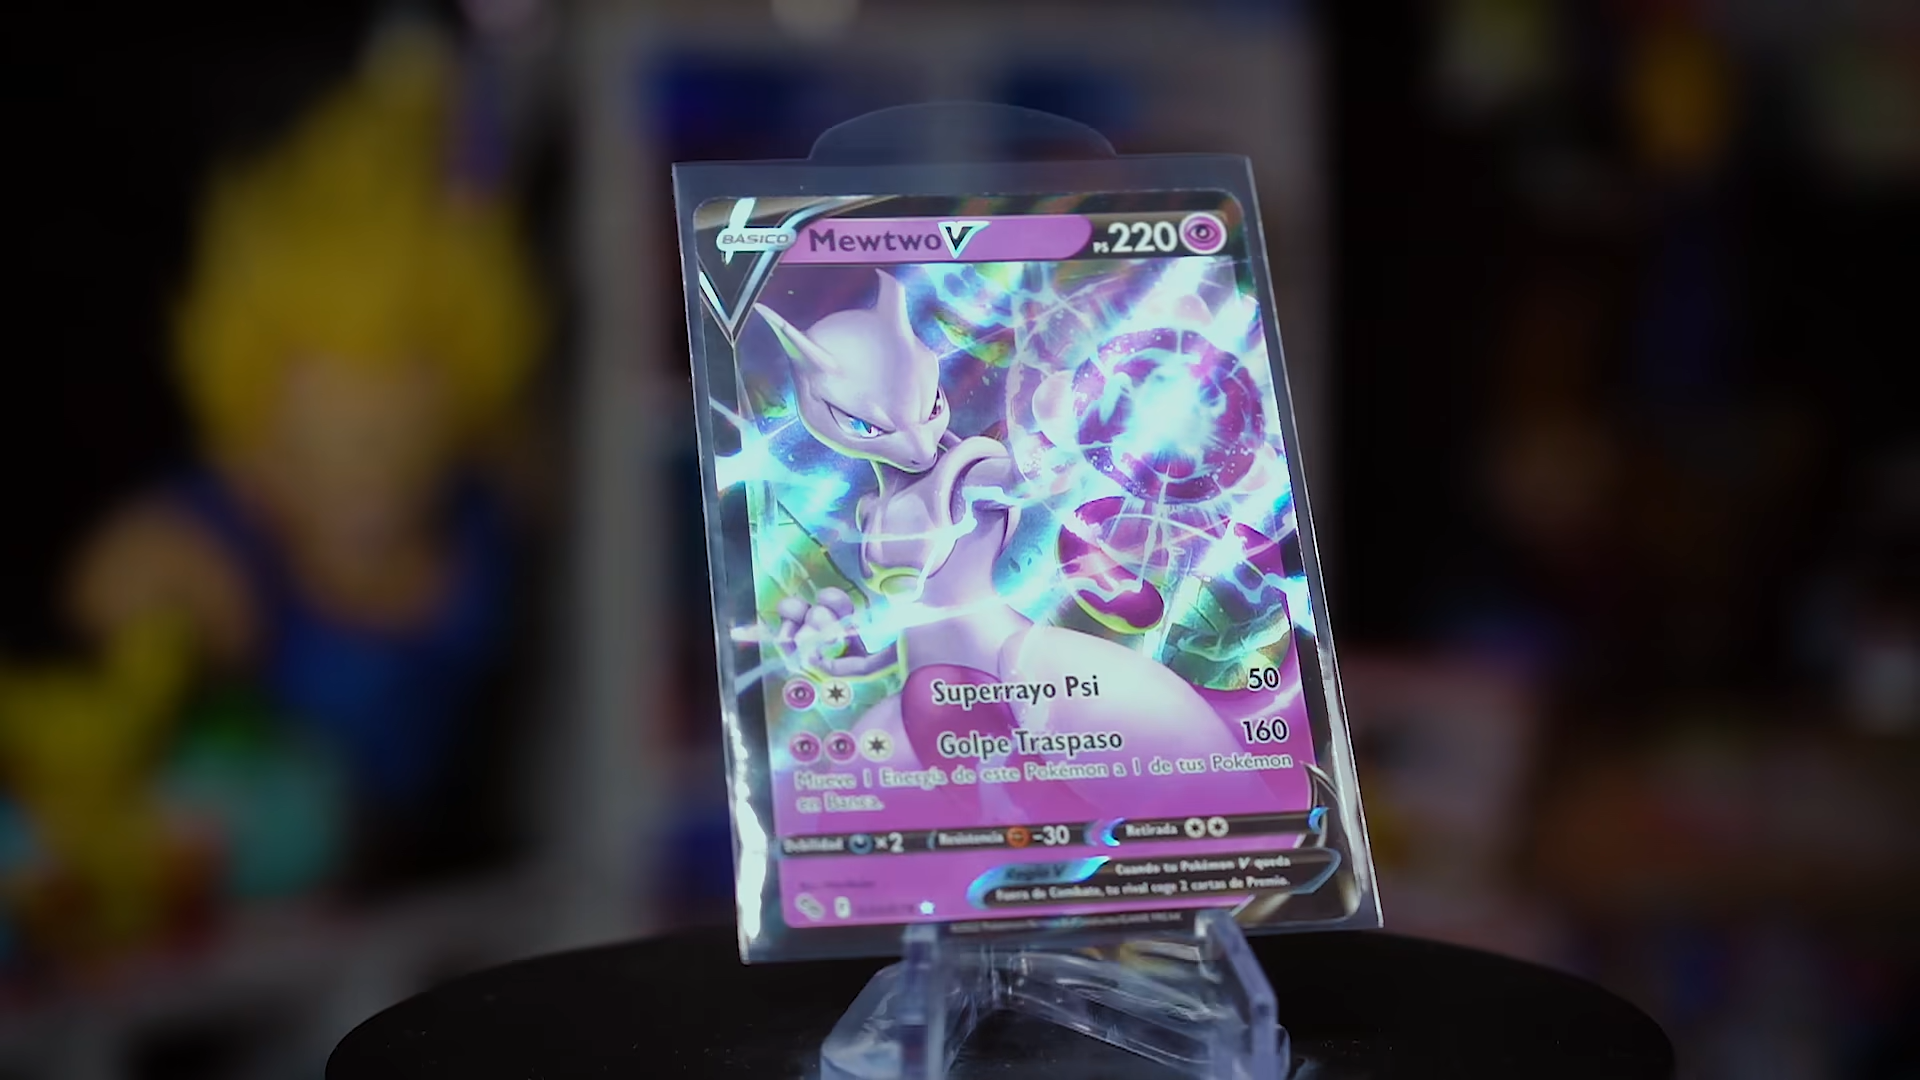 BÁSICO Mewtwo V PS 220
Superrayo Psi 50
Golpe Traspaso 160
Mueve 1 Energía de este Pokémon a 1 de tus Pokémon
en Banca.
Debilidad ×2 Resistencia -30 Retirada
Regla V Cuando tu Pokémon V queda
Fuera de Combate, tu rival coge 2 cartas de Premio.